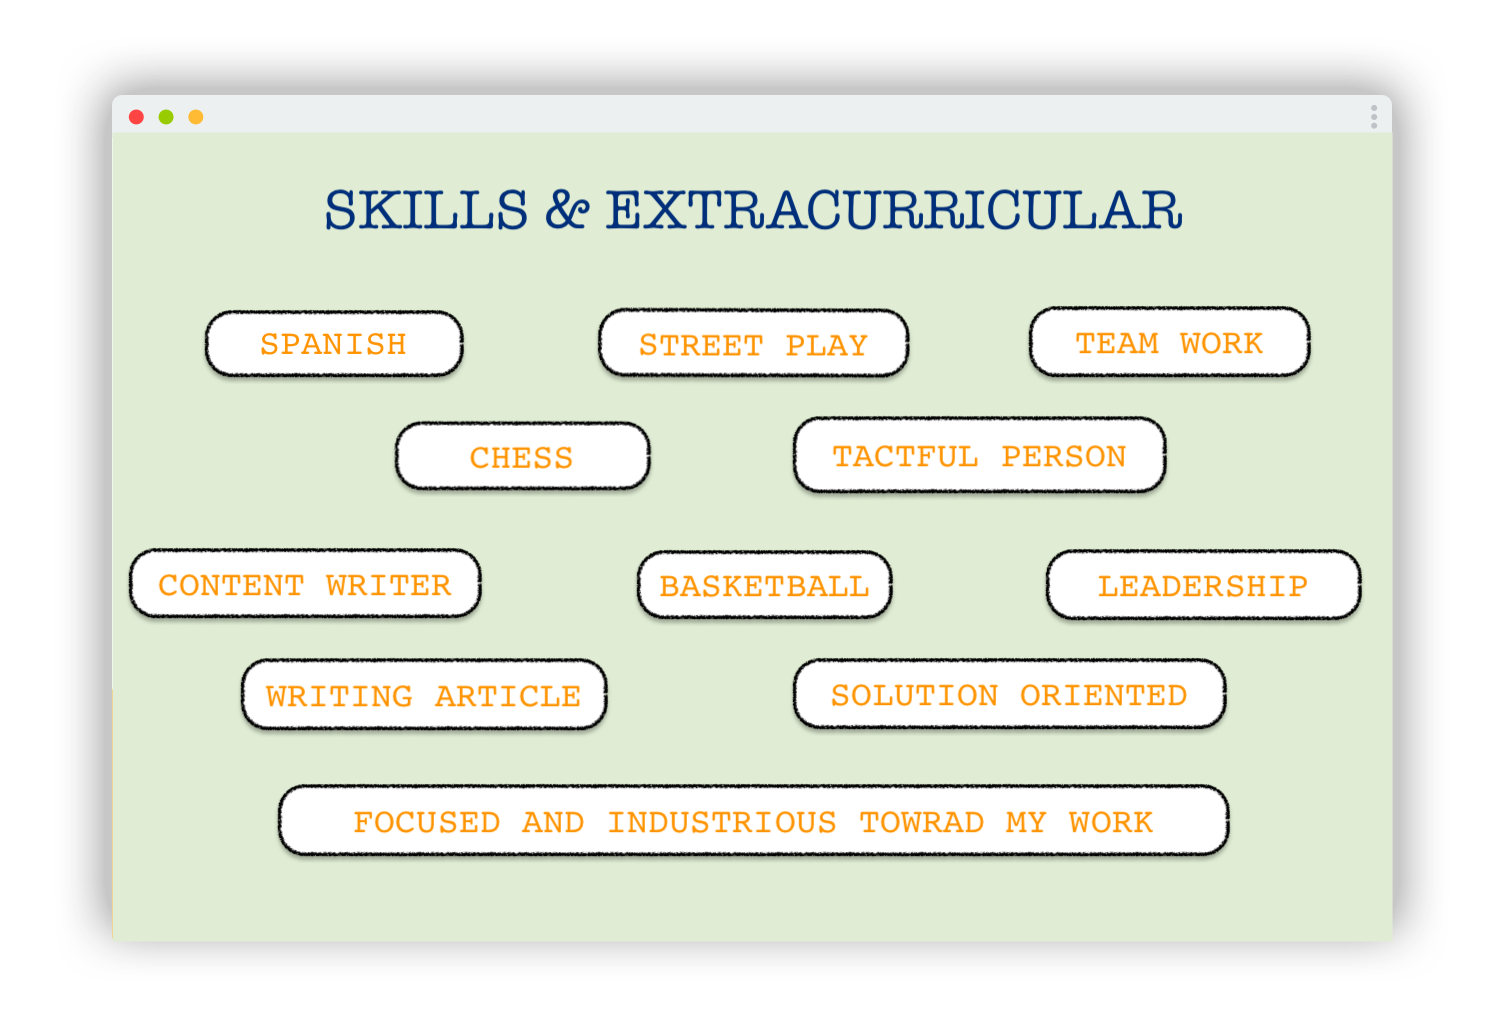 SKILLS & EXTRACURRICULAR
SPANISH
STREET PLAY
TEAM WORK
CHESS
TACTFUL PERSON
CONTENT WRITER
BASKETBALL
LEADERSHIP
WRITING ARTICLE
SOLUTION ORIENTED
FOCUSED AND INDUSTRIOUS TOWRAD MY WORK